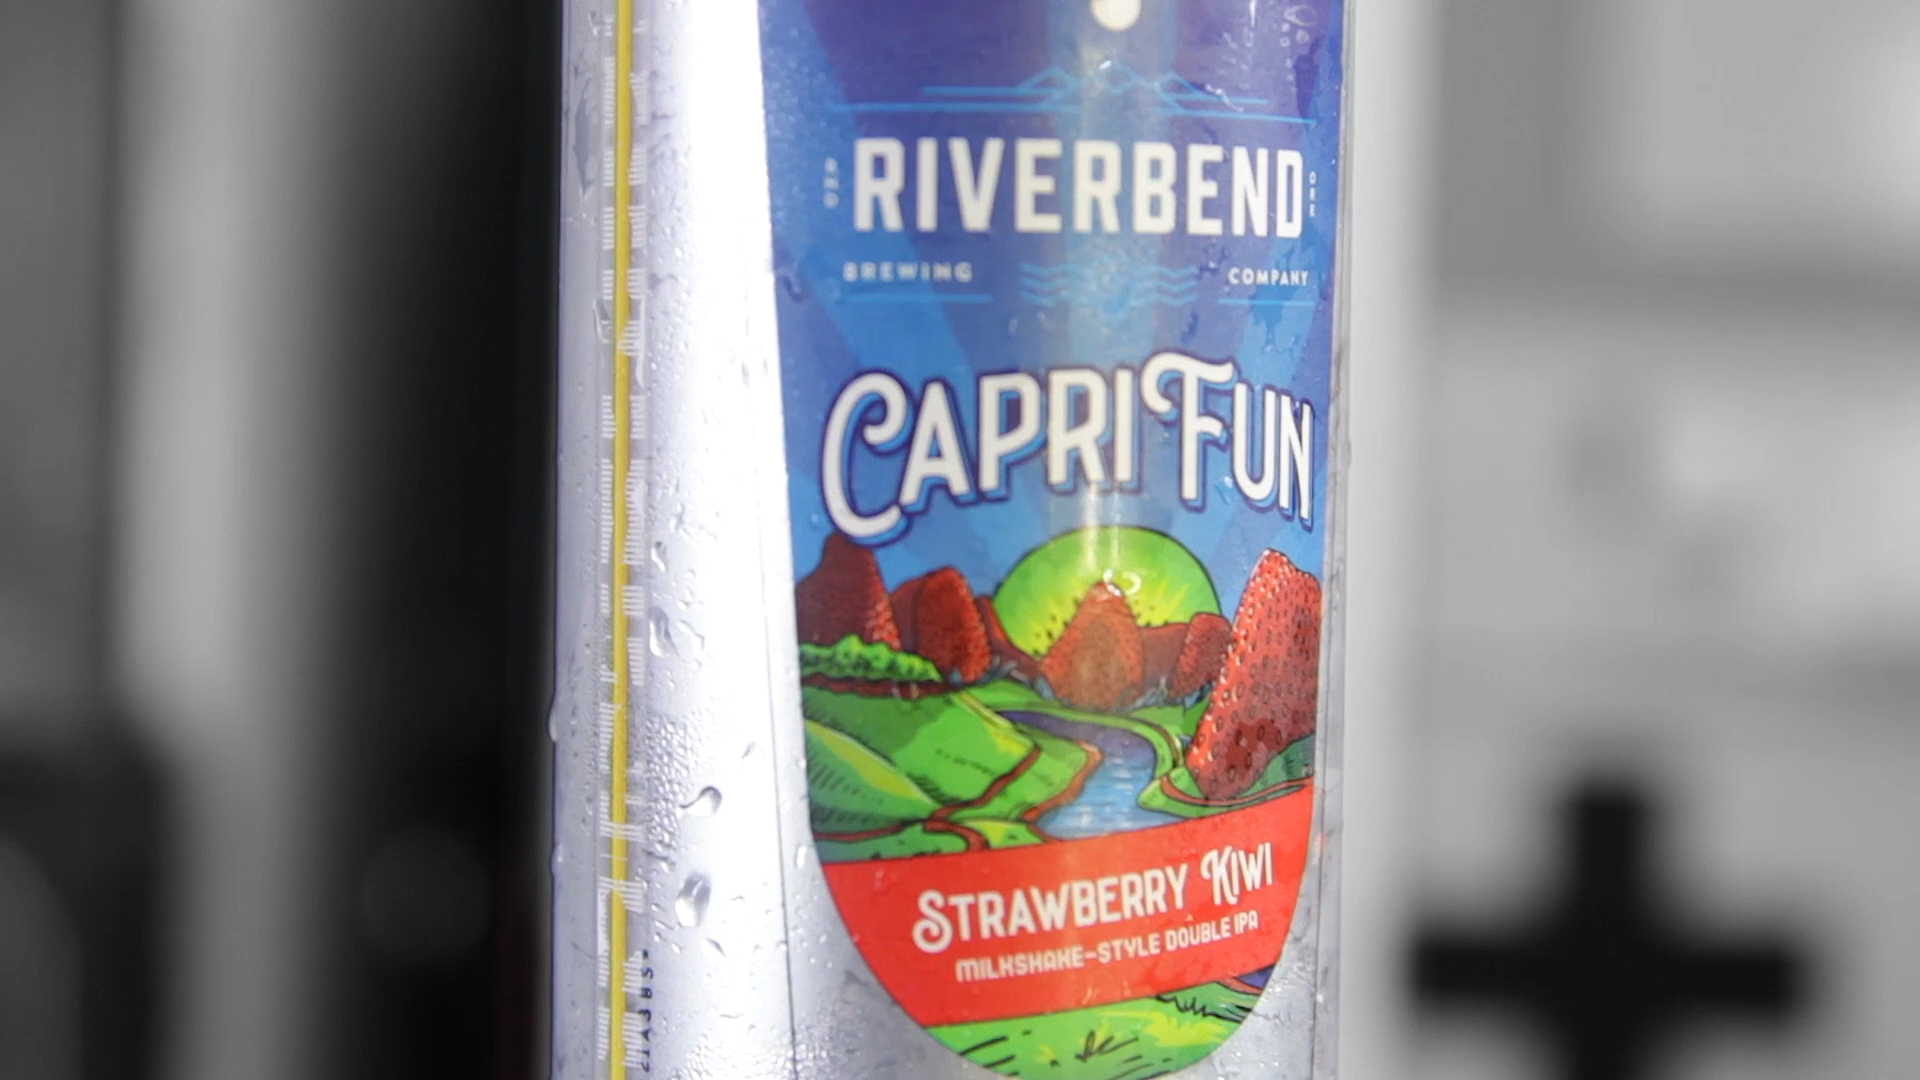 RIVERBEND
BREWING COMPANY
CAPRI FUN
STRAWBERRY KIWI
MILKSHAKE-STYLE DOUBLE IPA